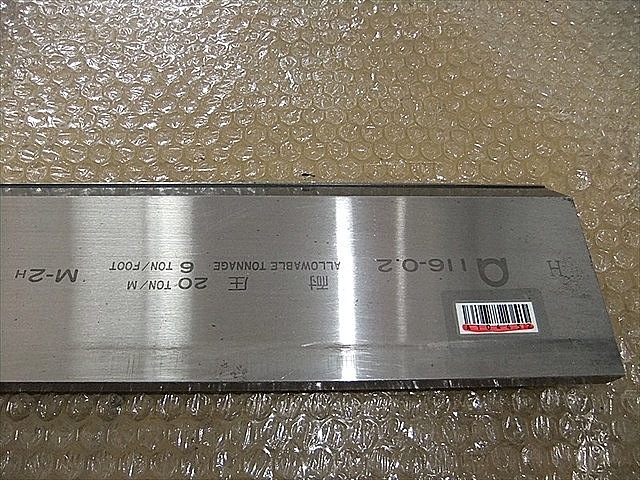 H
116-0.2
耐圧
ALLOWABLE TONNAGE
20 TON/M
6 TON/FOOT
M-2H